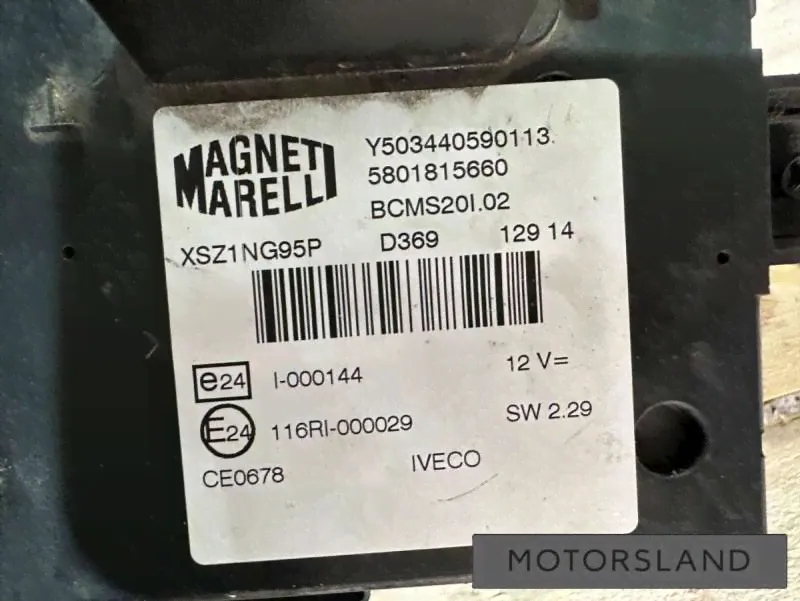 MAGNETI
MARELLI
Y503440590113.
5801815660
BCMS20I.02
XSZ1NG95P D369 129 14
e24 I-000144 12 V=
E24 116RI-000029 SW 2.29
CE0678 IVECO
MOTORSLAND